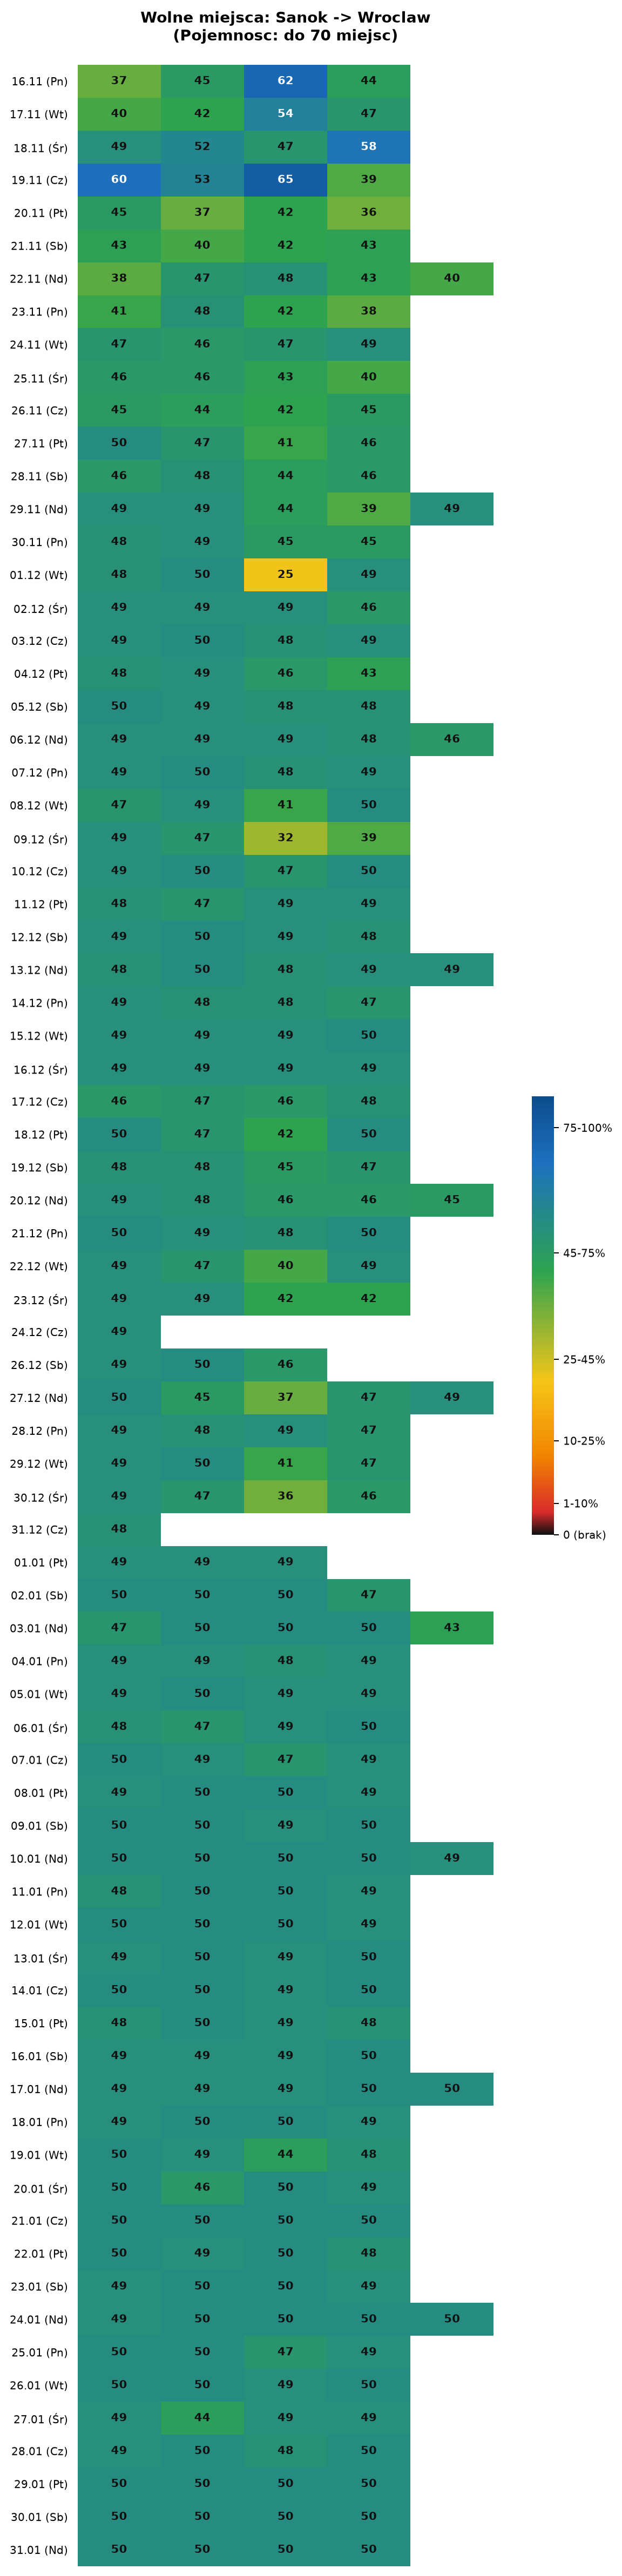 Wolne miejsca: Sanok -> Wroclaw
(Pojemnosc: do 70 miejsc)
16.11 (Pn) 37 45 62 44
17.11 (Wt) 40 42 54 47
18.11 (Śr) 49 52 47 58
19.11 (Cz) 60 53 65 39
20.11 (Pt) 45 37 42 36
21.11 (Sb) 43 40 42 43
22.11 (Nd) 38 47 48 43 40
23.11 (Pn) 41 48 42 38
24.11 (Wt) 47 46 47 49
25.11 (Śr) 46 46 43 40
26.11 (Cz) 45 44 42 45
27.11 (Pt) 50 47 41 46
28.11 (Sb) 46 48 44 46
29.11 (Nd) 49 49 44 39 49
30.11 (Pn) 48 49 45 45
01.12 (Wt) 48 50 25 49
02.12 (Śr) 49 49 49 46
03.12 (Cz) 49 50 48 49
04.12 (Pt) 48 49 46 43
05.12 (Sb) 50 49 48 48
06.12 (Nd) 49 49 49 48 46
07.12 (Pn) 49 50 48 49
08.12 (Wt) 47 49 41 50
09.12 (Śr) 49 47 32 39
10.12 (Cz) 49 50 47 50
11.12 (Pt) 48 47 49 49
12.12 (Sb) 49 50 49 48
13.12 (Nd) 48 50 48 49 49
14.12 (Pn) 49 48 48 47
15.12 (Wt) 49 49 49 50
16.12 (Śr) 49 49 49 49
17.12 (Cz) 46 47 46 48
18.12 (Pt) 50 47 42 50
19.12 (Sb) 48 48 45 47
20.12 (Nd) 49 48 46 46 45
21.12 (Pn) 50 49 48 50
22.12 (Wt) 49 47 40 49
23.12 (Śr) 49 49 42 42
24.12 (Cz) 49
26.12 (Sb) 49 50 46
27.12 (Nd) 50 45 37 47 49
28.12 (Pn) 49 48 49 47
29.12 (Wt) 49 50 41 47
30.12 (Śr) 49 47 36 46
31.12 (Cz) 48
01.01 (Pt) 49 49 49
02.01 (Sb) 50 50 50 47
03.01 (Nd) 47 50 50 50 43
04.01 (Pn) 49 49 48 49
05.01 (Wt) 49 50 49 49
06.01 (Śr) 48 47 49 50
07.01 (Cz) 50 49 47 49
08.01 (Pt) 49 50 50 49
09.01 (Sb) 50 50 49 50
10.01 (Nd) 50 50 50 50 49
11.01 (Pn) 48 50 50 49
12.01 (Wt) 50 50 50 49
13.01 (Śr) 49 50 49 50
14.01 (Cz) 50 50 49 50
15.01 (Pt) 48 50 49 48
16.01 (Sb) 49 49 49 50
17.01 (Nd) 49 49 49 50 50
18.01 (Pn) 49 50 50 49
19.01 (Wt) 50 49 44 48
20.01 (Śr) 50 46 50 49
21.01 (Cz) 50 50 50 50
22.01 (Pt) 50 49 50 48
23.01 (Sb) 49 50 50 49
24.01 (Nd) 49 50 50 50 50
25.01 (Pn) 50 50 47 49
26.01 (Wt) 50 50 49 50
27.01 (Śr) 49 44 49 49
28.01 (Cz) 49 50 48 50
29.01 (Pt) 50 50 50 50
30.01 (Sb) 50 50 50 50
31.01 (Nd) 50 50 50 50
75-100%
45-75%
25-45%
10-25%
1-10%
0 (brak)